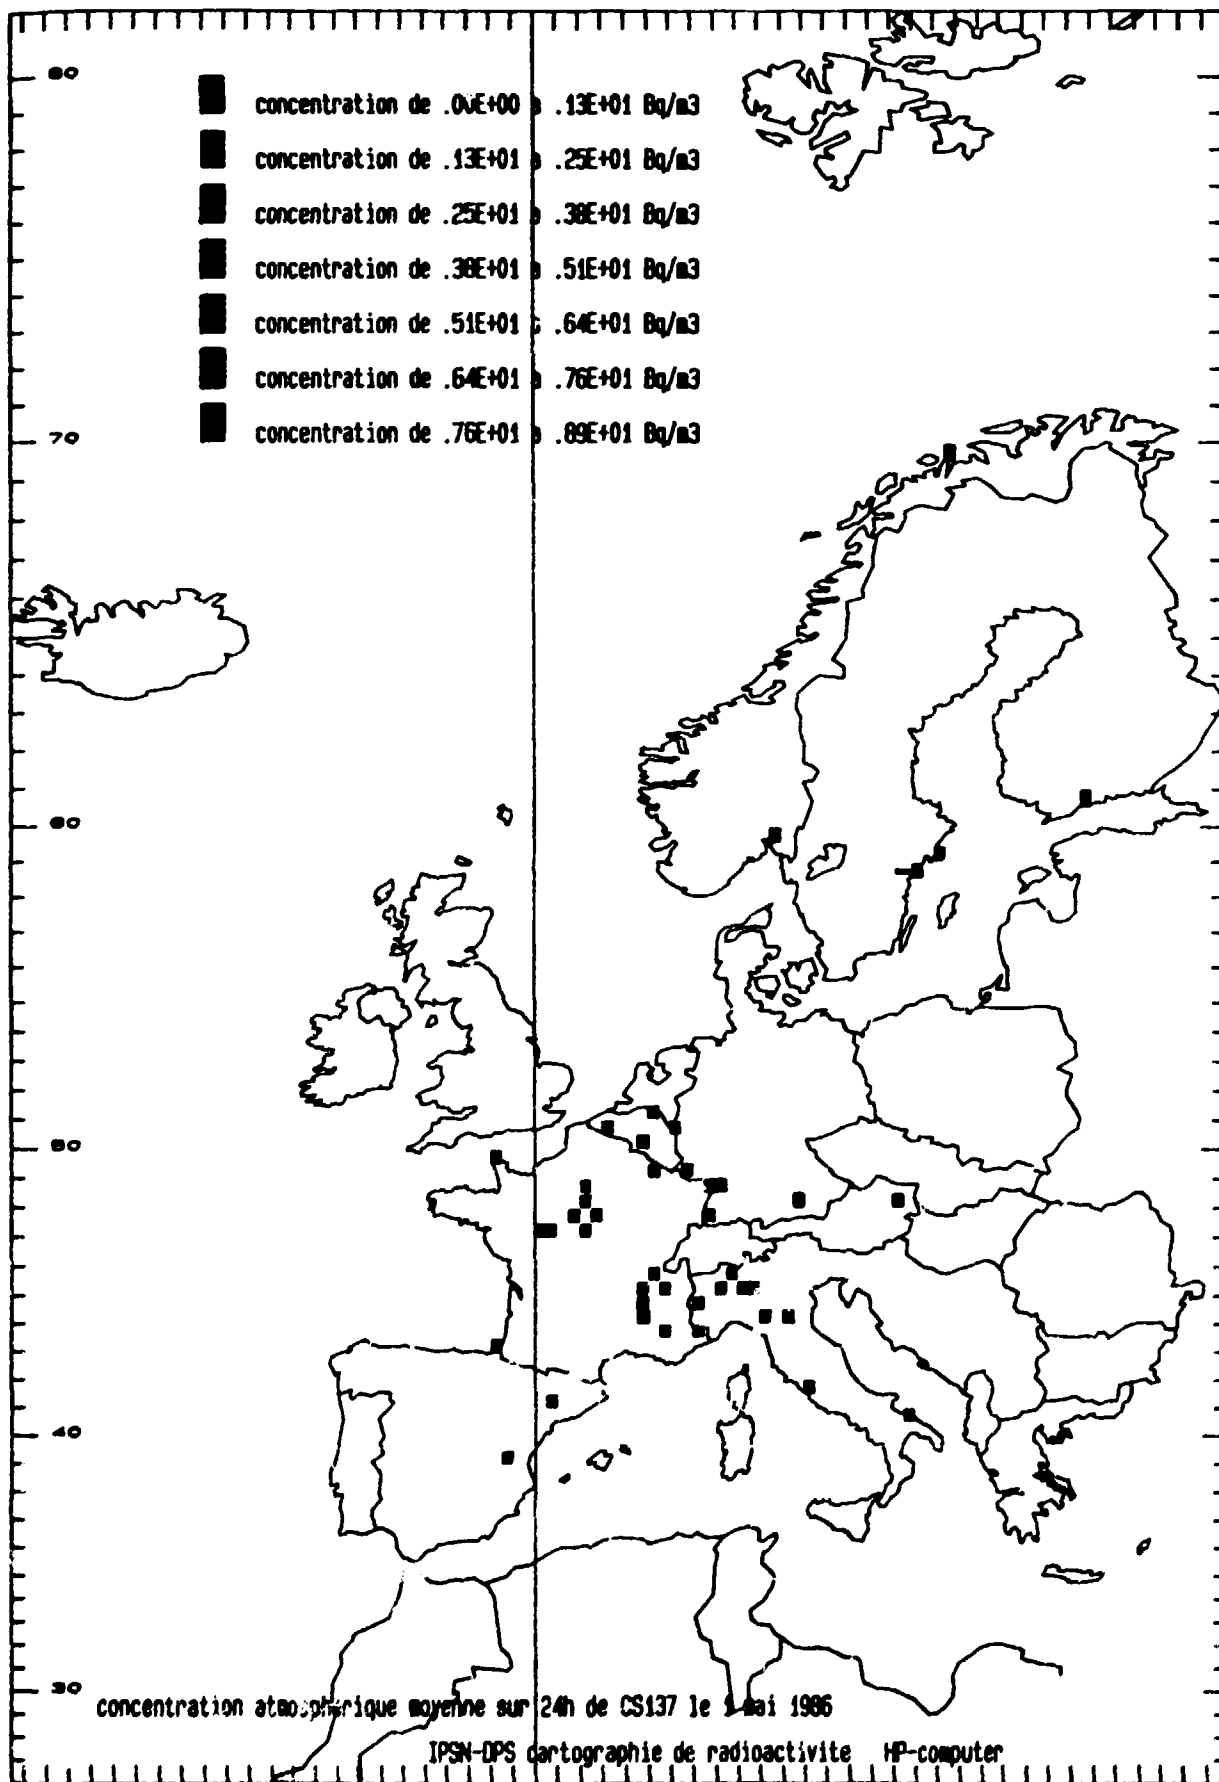 80
concentration de .00E+00 a .13E+01 Bq/m3
concentration de .13E+01 a .25E+01 Bq/m3
concentration de .25E+01 a .38E+01 Bq/m3
concentration de .38E+01 a .51E+01 Bq/m3
concentration de .51E+01 .64E+01 Bq/m3
concentration de .64E+01 a .76E+01 Bq/m3
concentration de .76E+01 a .89E+01 Bq/m3
70
60
50
40
30
concentration atmospherique moyenne sur 24h de CS137 le mai 1986
IPSN-DPS cartographie de radioactivite HP-computer